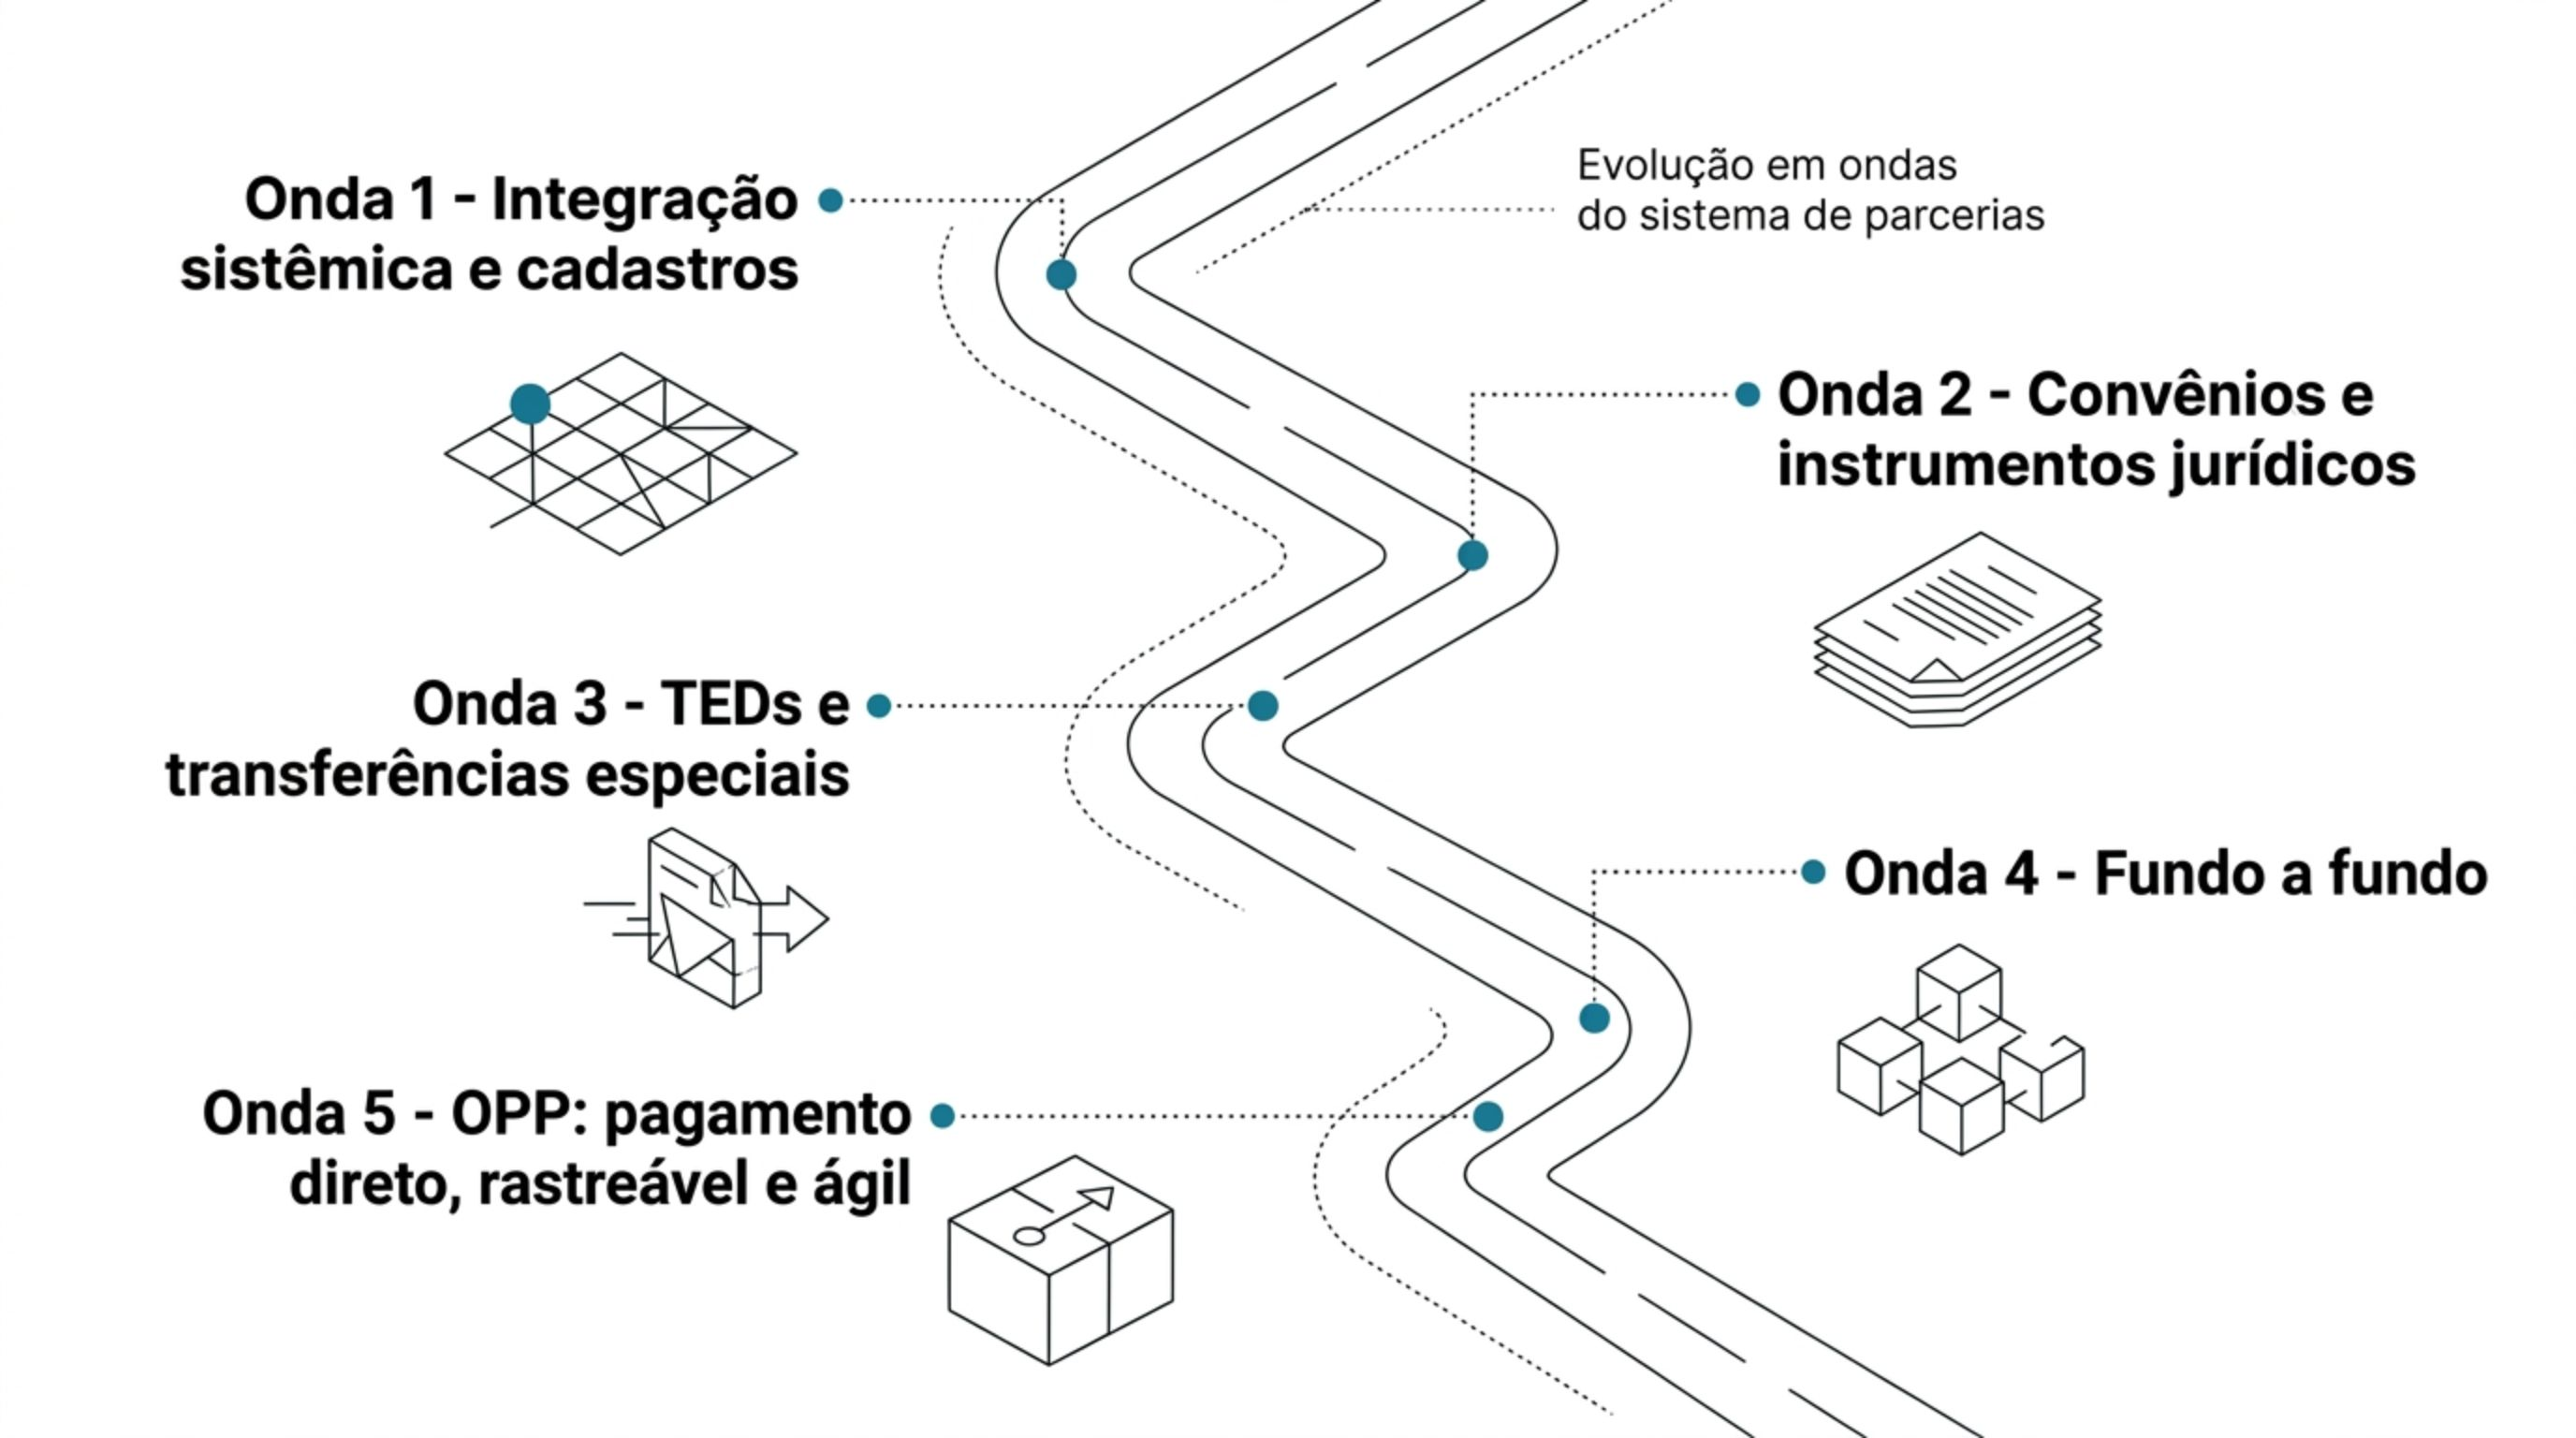 Onda 1 - Integração
sistêmica e cadastros
Evolução em ondas
do sistema de parcerias
Onda 2 - Convênios e
instrumentos jurídicos
Onda 3 - TEDs e
transferências especiais
Onda 4 - Fundo a fundo
Onda 5 - OPP: pagamento
direto, rastreável e ágil